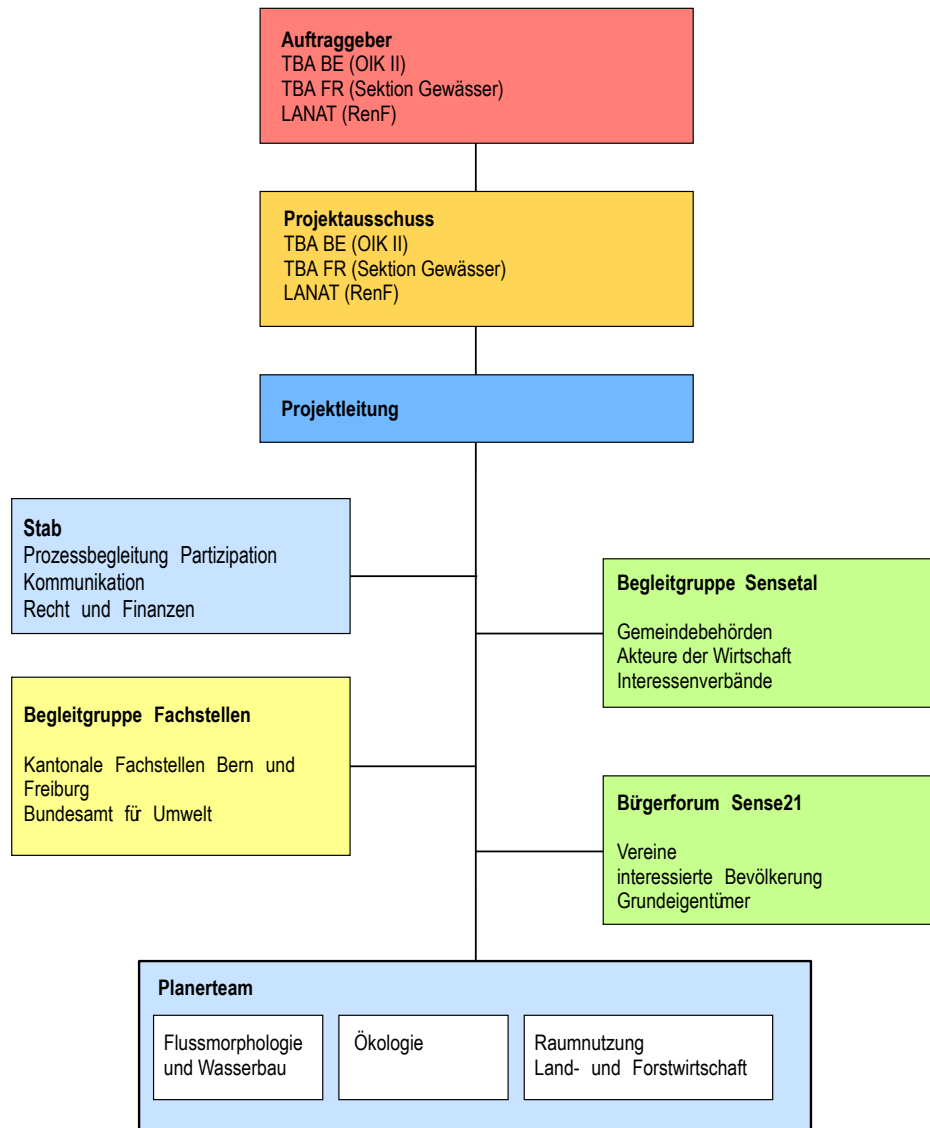 Auftraggeber
TBA BE (OIK II)
TBA FR (Sektion Gewässer)
LANAT (RenF)
Projektausschuss
TBA BE (OIK II)
TBA FR (Sektion Gewässer)
LANAT (RenF)
Projektleitung
Stab
Prozessbegleitung Partizipation
Kommunikation
Recht und Finanzen
Begleitgruppe Sensetal
Gemeindebehörden
Akteure der Wirtschaft
Interessenverbände
Begleitgruppe Fachstellen
Kantonale Fachstellen Bern und
Freiburg
Bundesamt für Umwelt
Bürgerforum Sense21
Vereine
interessierte Bevölkerung
Grundeigentümer
Planerteam
Flussmorphologie
und Wasserbau
Ökologie
Raumnutzung
Land- und Forstwirtschaft